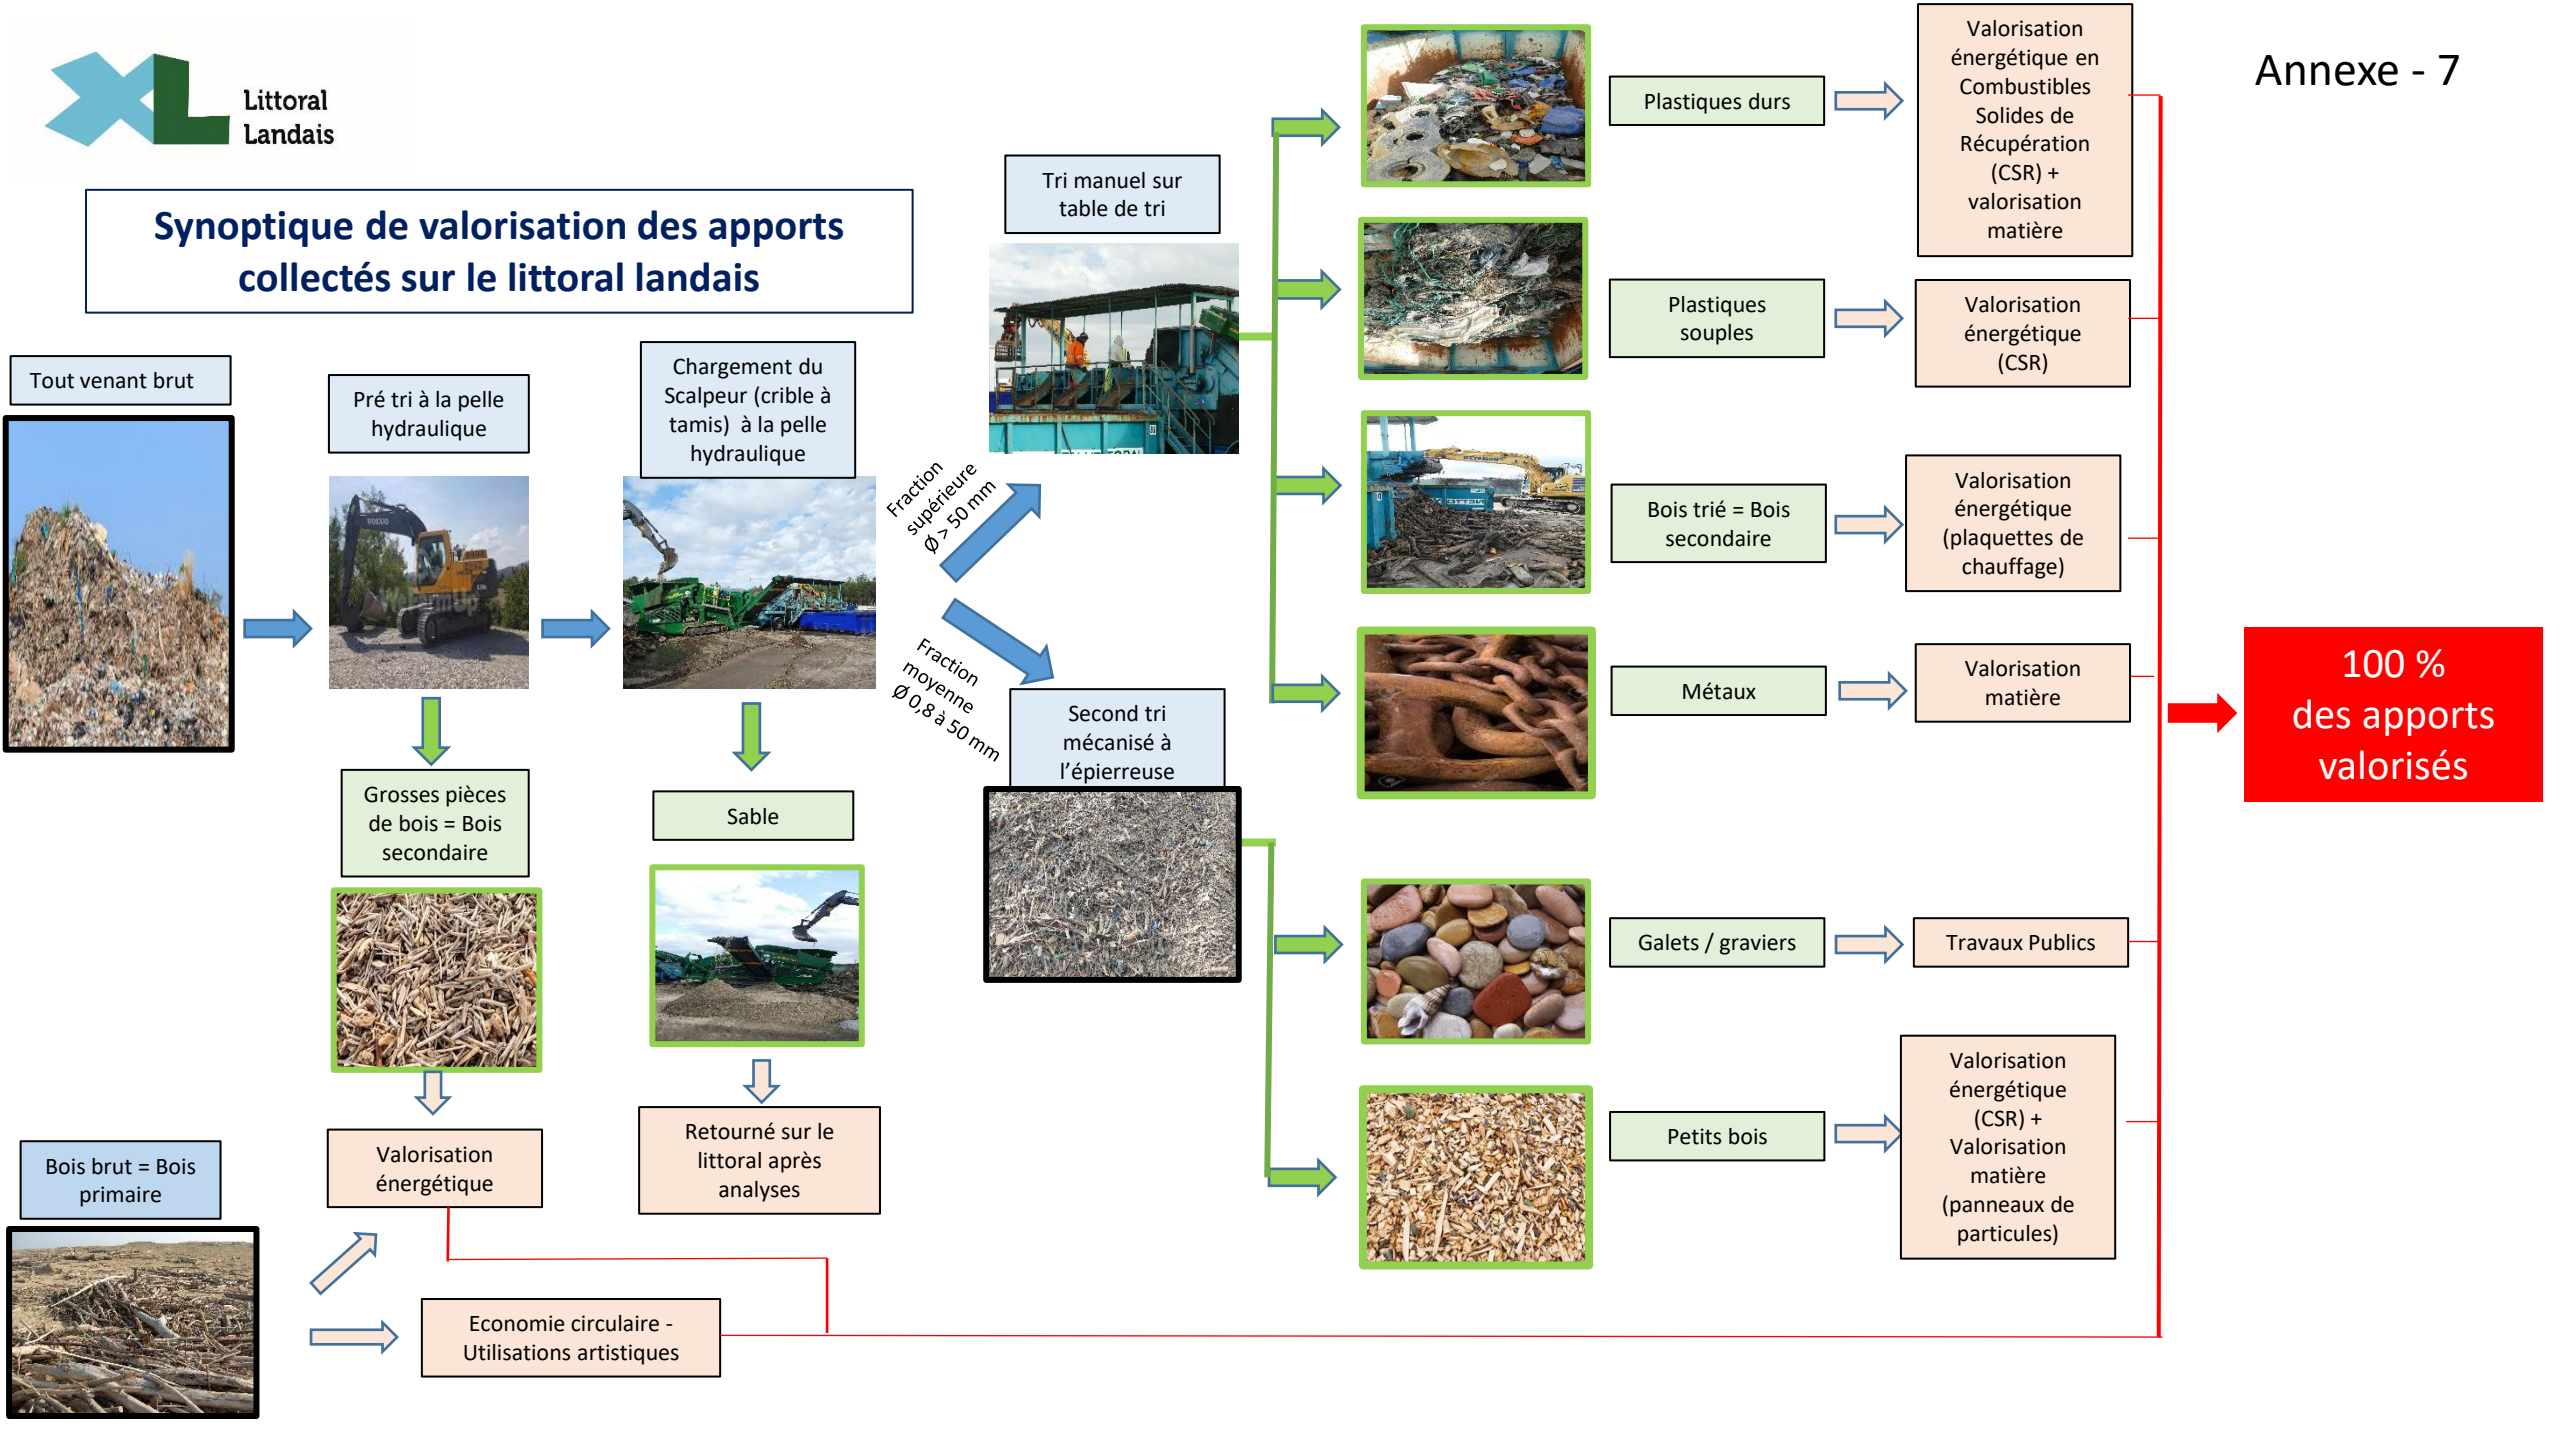 Littoral
Landais
Annexe - 7
Synoptique de valorisation des apports
collectés sur le littoral landais
Tout venant brut
Pré tri à la pelle
hydraulique
Chargement du
Scalpeur (crible à
tamis) à la pelle
hydraulique
Fraction
supérieure
Ø > 50 mm
Fraction
moyenne
Ø 0,8 à 50 mm
Tri manuel sur
table de tri
Second tri
mécanisé à
l'épierreuse
Grosses pièces
de bois = Bois
secondaire
Sable
Valorisation
énergétique
Retourné sur le
littoral après
analyses
Bois brut = Bois
primaire
Economie circulaire -
Utilisations artistiques
Plastiques durs
Valorisation
énergétique en
Combustibles
Solides de
Récupération
(CSR) +
valorisation
matière
Plastiques
souples
Valorisation
énergétique
(CSR)
Bois trié = Bois
secondaire
Valorisation
énergétique
(plaquettes de
chauffage)
Métaux
Valorisation
matière
Galets / graviers
Travaux Publics
Petits bois
Valorisation
énergétique
(CSR) +
Valorisation
matière
(panneaux de
particules)
100 %
des apports
valorisés
VOLVO